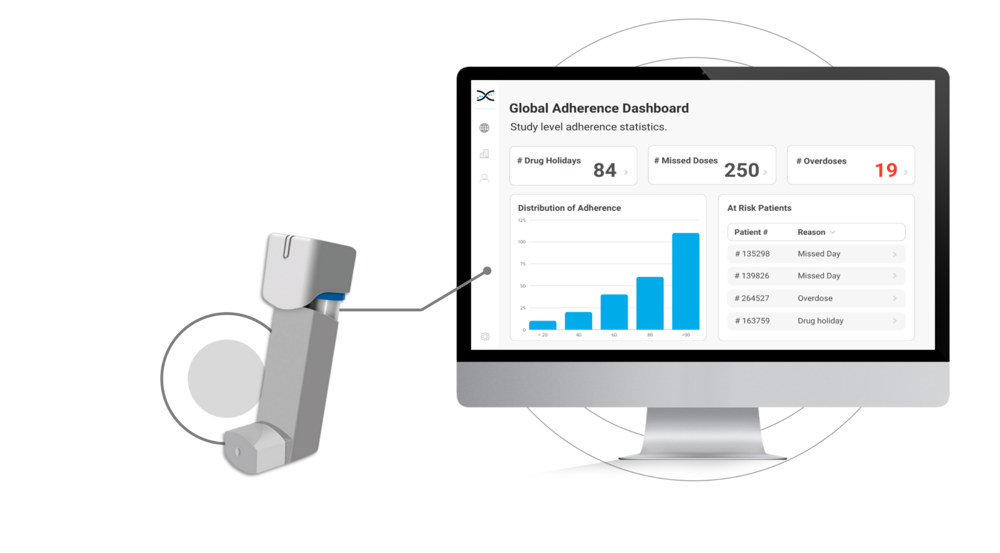 Global Adherence Dashboard
Study level adherence statistics.
# Drug Holidays
84
# Missed Doses
250
# Overdoses
19
Distribution of Adherence
125
100
75
50
25
0
< 20
40
60
80
>90
At Risk Patients
Patient # Reason
# 135298 Missed Day
# 139826 Missed Day
# 264527 Overdose
# 163759 Drug holiday